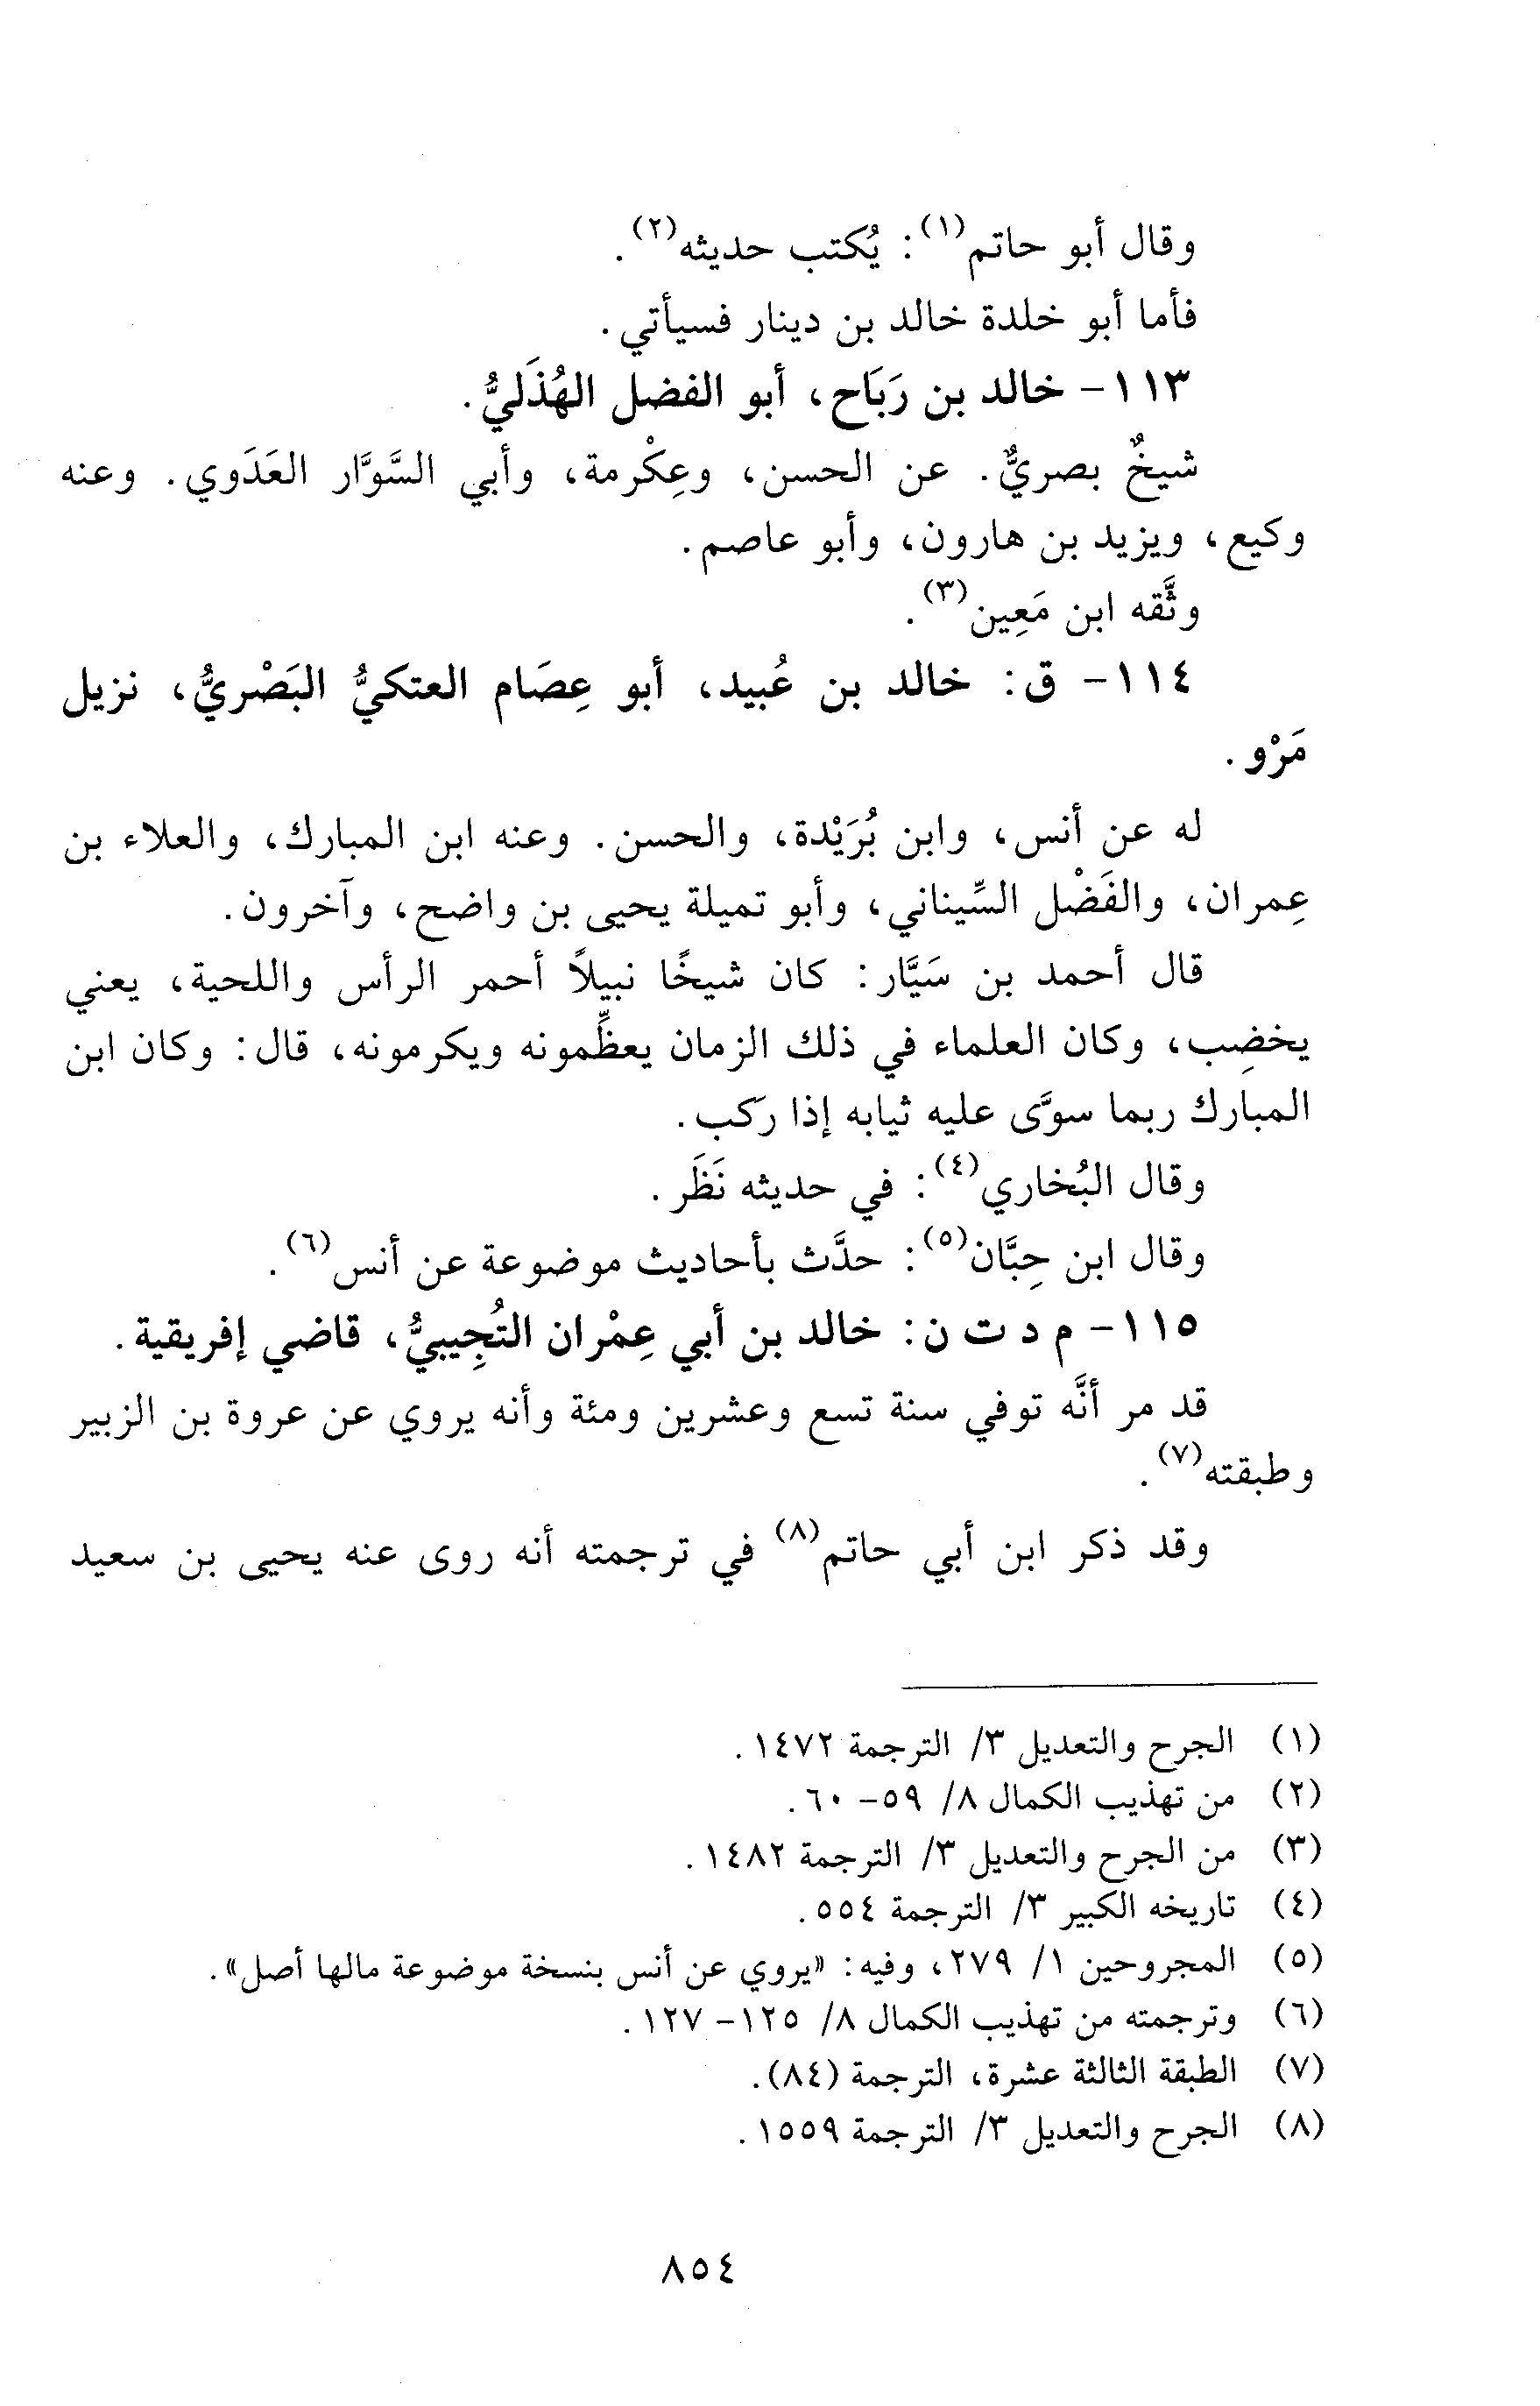 وقال أبو حاتم(١): يُكتب حديثه(٢).
فأما أبو خلدة خالد بن دينار فسيأتي.
١١٣- خالد بن رَبَاح، أبو الفضل الهُذَليُّ.
شيخٌ بصريٌّ. عن الحسن، وعِكْرمة، وأبي السَّوَّار العَدَوي. وعنه
وكيع، ويزيد بن هارون، وأبو عاصم.
وثَّقه ابن مَعِين(٣).
١١٤- ق: خالد بن عُبيد، أبو عِصَام العتكيُّ البَصْريُّ، نزيل
مَرْو.
له عن أنس، وابن بُرَيْدة، والحسن. وعنه ابن المبارك، والعلاء بن
عِمران، والفَضْل السِّيناني، وأبو تميلة يحيى بن واضح، وآخرون.
قال أحمد بن سَيَّار: كان شيخًا نبيلاً أحمر الرأس واللحية، يعني
يخضِب، وكان العلماء في ذلك الزمان يعظِّمونه ويكرمونه، قال: وكان ابن
المبارك ربما سوَّى عليه ثيابه إذا ركب.
وقال البُخاري(٤): في حديثه نَظَر.
وقال ابن حِبَّان(٥): حدَّث بأحاديث موضوعة عن أنس(٦).
١١٥- م د ت ن: خالد بن أبي عِمْران التُجِيبيُّ، قاضي إفريقية.
قد مر أنَّه توفي سنة تسع وعشرين ومئة وأنه يروي عن عروة بن الزبير
وطبقته(٧).
وقد ذكر ابن أبي حاتم(٨) في ترجمته أنه روى عنه يحيى بن سعيد
(١) الجرح والتعديل ٣/ الترجمة ١٤٧٢.
(٢) من تهذيب الكمال ٨/ ٥٩- ٦٠.
(٣) من الجرح والتعديل ٣/ الترجمة ١٤٨٢.
(٤) تاريخه الكبير ٣/ الترجمة ٥٥٤.
(٥) المجروحين ١/ ٢٧٩، وفيه: «يروي عن أنس بنسخة موضوعة مالها أصل».
(٦) وترجمته من تهذيب الكمال ٨/ ١٢٥- ١٢٧.
(٧) الطبقة الثالثة عشرة، الترجمة (٨٤).
(٨) الجرح والتعديل ٣/ الترجمة ١٥٥٩.
٨٥٤